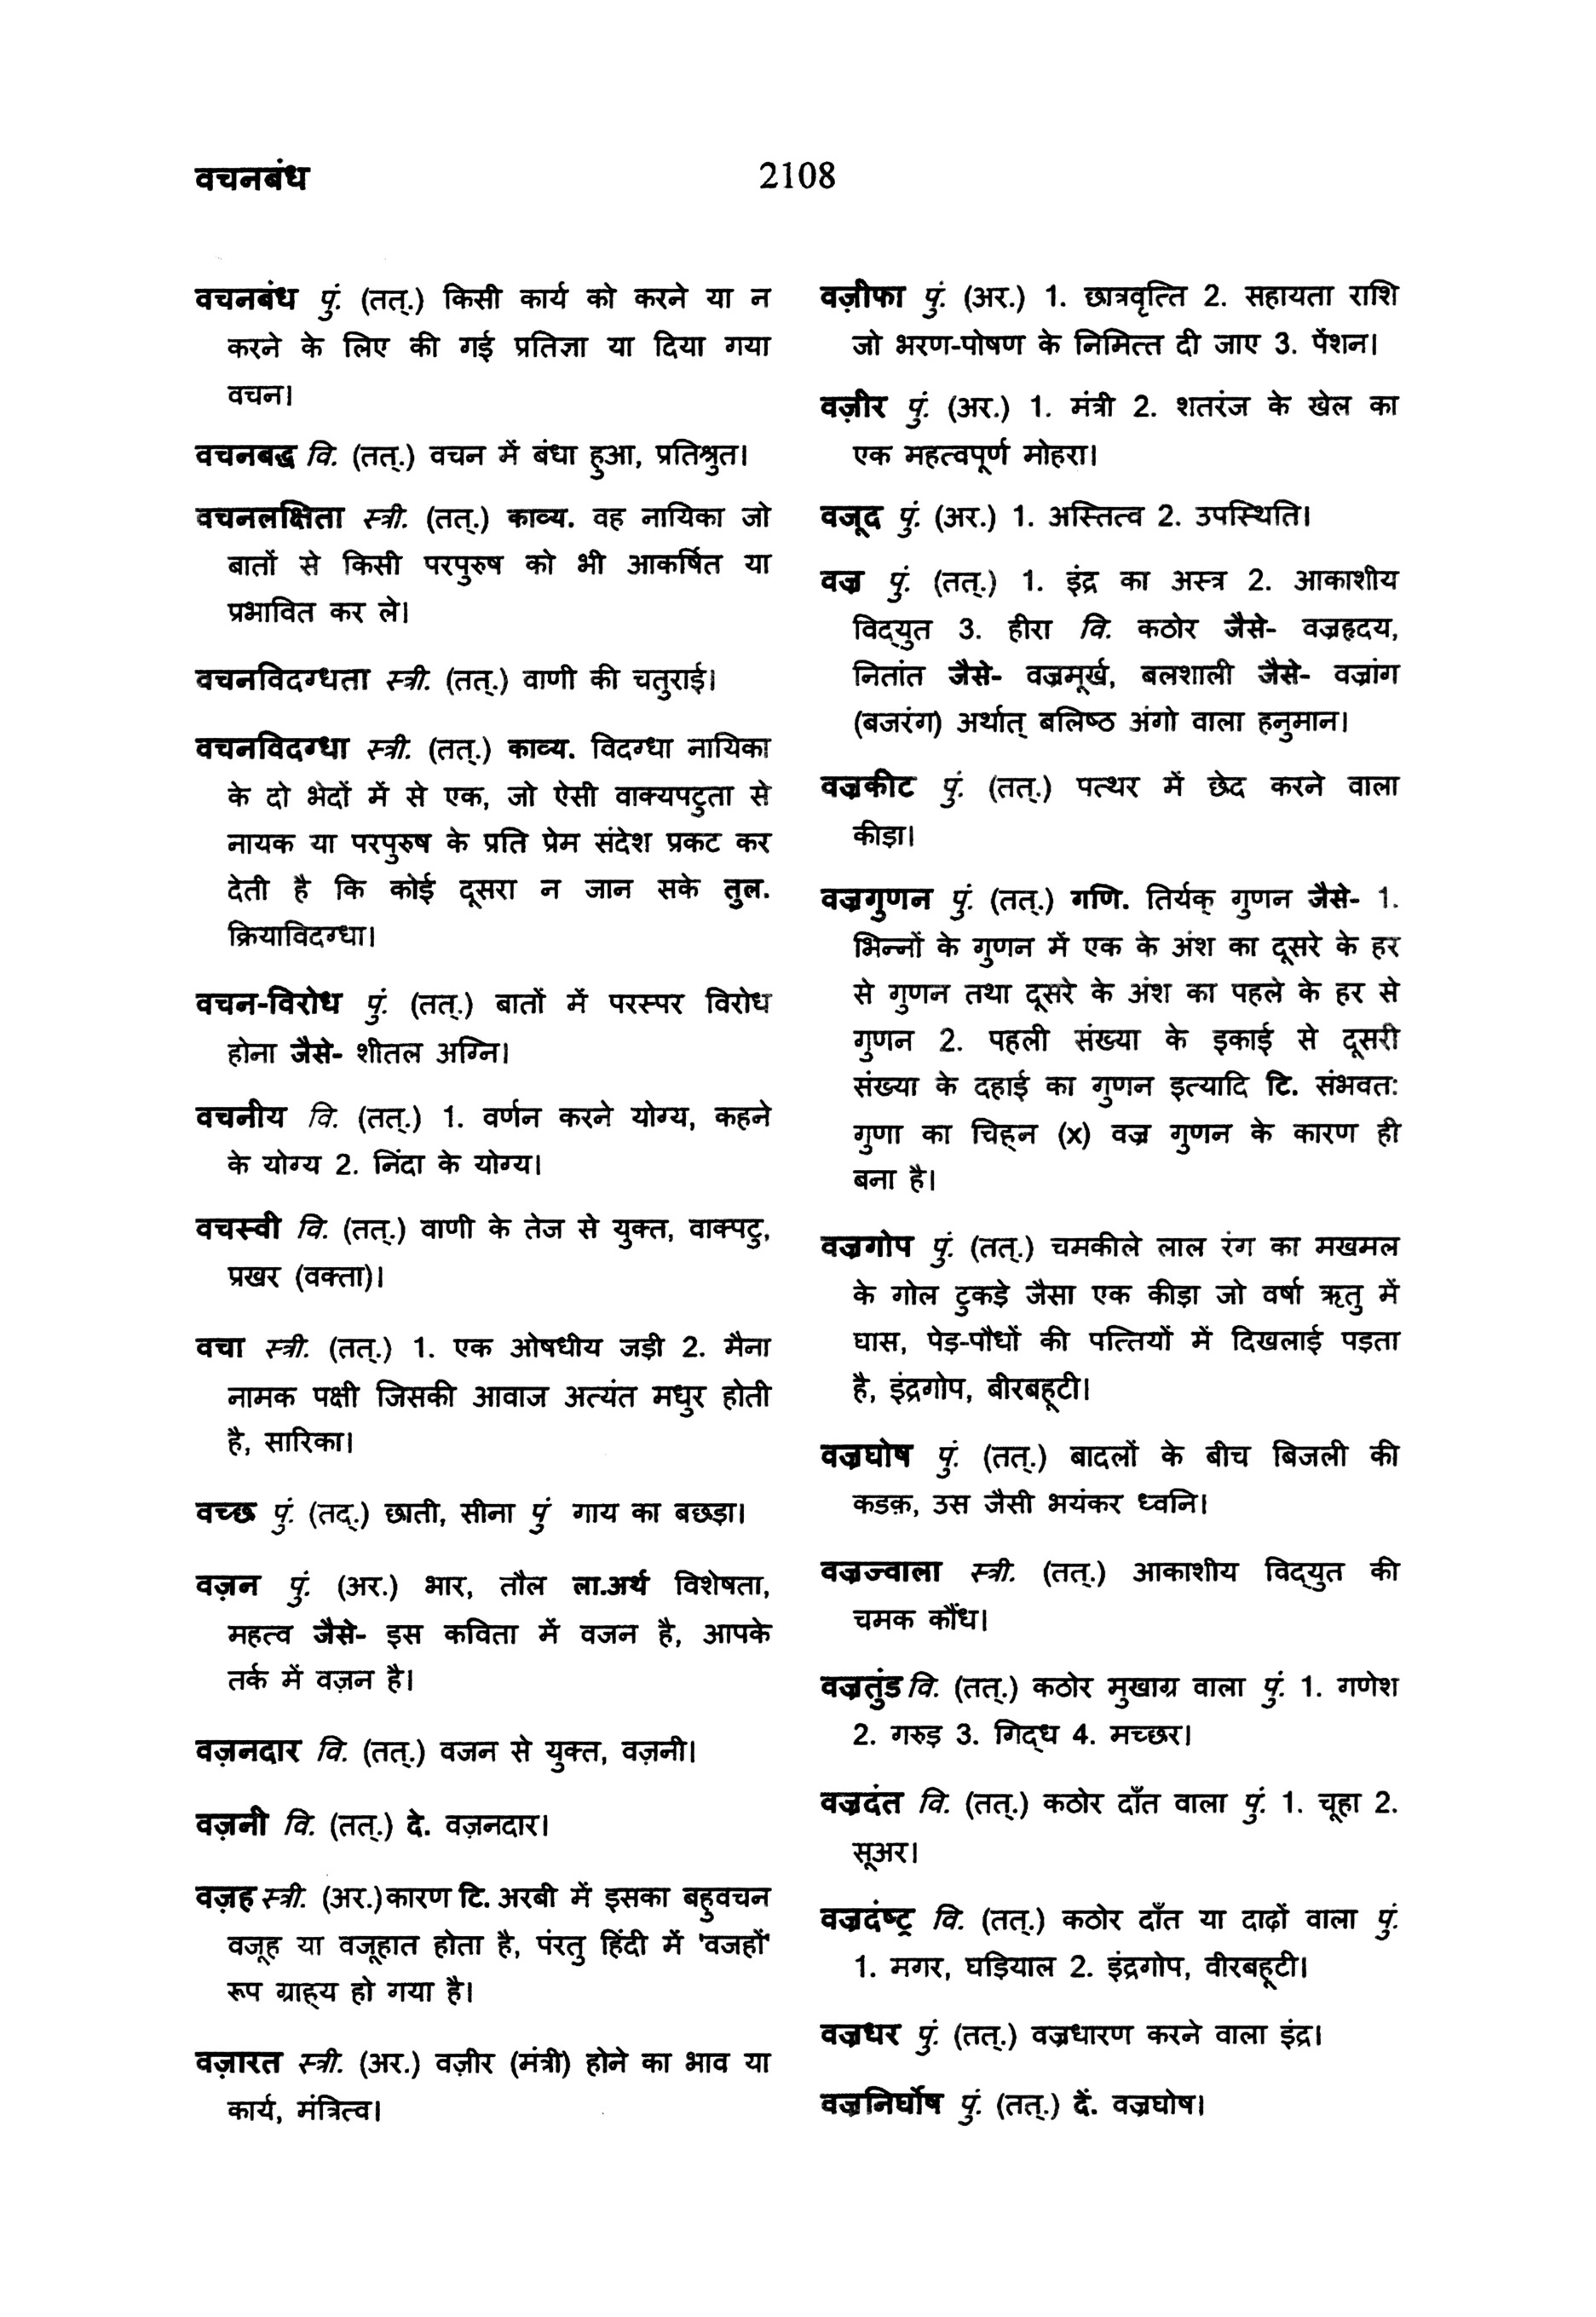 वचनबंध
2108
वचनबंध पुं. (तत्.) किसी कार्य को करने या न
करने के लिए की गई प्रतिज्ञा या दिया गया
वचन।
वचनबद्ध वि. (तत्.) वचन में बंधा हुआ, प्रतिश्रुत।
वचनलक्षिता स्त्री. (तत्.) काव्य. वह नायिका जो
बातों से किसी परपुरुष को भी आकर्षित या
प्रभावित कर ले।
वचनविदग्धता स्त्री. (तत्.) वाणी की चतुराई।
वचनविदग्धा स्त्री. (तत्.) काव्य. विदग्धा नायिका
के दो भेदों में से एक, जो ऐसी वाक्यपटुता से
नायक या परपुरुष के प्रति प्रेम संदेश प्रकट कर
देती है कि कोई दूसरा न जान सके तुल.
क्रियाविदग्धा।
वचन-विरोध पुं. (तत्.) बातों में परस्पर विरोध
होना जैसे- शीतल अग्नि।
वचनीय वि. (तत्.) 1. वर्णन करने योग्य, कहने
के योग्य 2. निंदा के योग्य।
वचस्वी वि. (तत्.) वाणी के तेज से युक्त, वाक्पटु,
प्रखर (वक्ता)।
वचा स्त्री. (तत्.) 1. एक ओषधीय जड़ी 2. मैना
नामक पक्षी जिसकी आवाज अत्यंत मधुर होती
है, सारिका।
वच्छ पुं. (तद्.) छाती, सीना पुं गाय का बछड़ा।
वज़न पुं. (अर.) भार, तौल ला.अर्थ विशेषता,
महत्व जैसे- इस कविता में वजन है, आपके
तर्क में वज़न है।
वज़नदार वि. (तत्.) वजन से युक्त, वज़नी।
वज़नी वि. (तत्.) दे. वज़नदार।
वज़ह स्त्री. (अर.) कारण टि. अरबी में इसका बहुवचन
वजूह या वजूहात होता है, पंरतु हिंदी में 'वजहों'
रूप ग्राह्य हो गया है।
वज़ारत स्त्री. (अर.) वज़ीर (मंत्री) होने का भाव या
कार्य, मंत्रित्व।
वज़ीफा पुं. (अर.) 1. छात्रवृत्ति 2. सहायता राशि
जो भरण-पोषण के निमित्त दी जाए 3. पेंशन।
वज़ीर पुं. (अर.) 1. मंत्री 2. शतरंज के खेल का
एक महत्वपूर्ण मोहरा।
वजूद पुं. (अर.) 1. अस्तित्व 2. उपस्थिति।
वज्र पुं. (तत्.) 1. इंद्र का अस्त्र 2. आकाशीय
विद्युत 3. हीरा वि. कठोर जैसे- वज्रहृदय,
नितांत जैसे- वज्रमूर्ख, बलशाली जैसे- वज्रांग
(बजरंग) अर्थात् बलिष्ठ अंगो वाला हनुमान।
वज्रकीट पुं. (तत्.) पत्थर में छेद करने वाला
कीड़ा।
वज्रगुणन पुं. (तत्.) गणि. तिर्यक् गुणन जैसे- 1.
भिन्नों के गुणन में एक के अंश का दूसरे के हर
से गुणन तथा दूसरे के अंश का पहले के हर से
गुणन 2. पहली संख्या के इकाई से दूसरी
संख्या के दहाई का गुणन इत्यादि टि. संभवत:
गुणा का चिह्न (x) वज्र गुणन के कारण ही
बना है।
वज्रगोप पुं. (तत्.) चमकीले लाल रंग का मखमल
के गोल टुकड़े जैसा एक कीड़ा जो वर्षा ऋतु में
घास, पेड़-पौधों की पत्तियों में दिखलाई पड़ता
है, इंद्रगोप, बीरबहूटी।
वज्रघोष पुं. (तत्.) बादलों के बीच बिजली की
कडक़, उस जैसी भयंकर ध्वनि।
वज्रज्वाला स्त्री. (तत्.) आकाशीय विद्युत की
चमक कौंध।
वज्रतुंड वि. (तत्.) कठोर मुखाग्र वाला पुं. 1. गणेश
2. गरुड़ 3. गिद्ध 4. मच्छर।
वज्रदंत वि. (तत्.) कठोर दाँत वाला पुं. 1. चूहा 2.
सूअर।
वज्रदंष्ट्र वि. (तत्.) कठोर दाँत या दाढ़ों वाला पुं.
1. मगर, घड़ियाल 2. इंद्रगोप, वीरबहूटी।
वज्रधर पुं. (तत्.) वज्रधारण करने वाला इंद्र।
वज्रनिर्घोष पुं. (तत्.) दें. वज्रघोष।